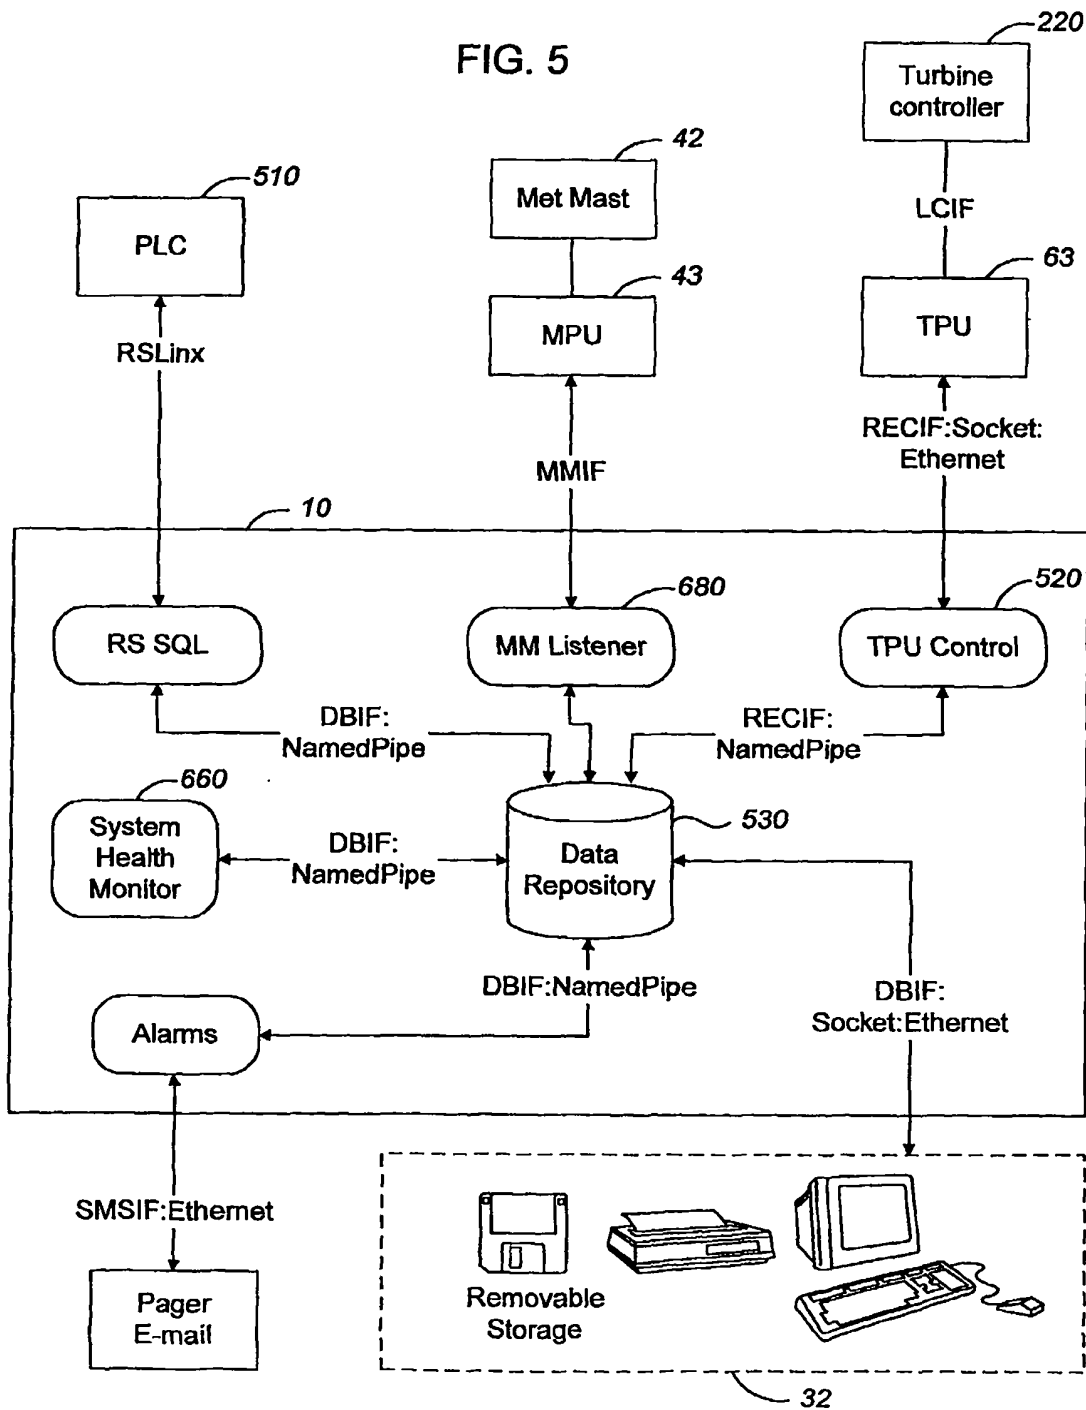 FIG. 5
220
Turbine
controller
42
Met Mast
510
PLC
LCIF
43
MPU
63
TPU
RSLinx
RECIF:Socket:
Ethernet
MMIF
10
RS SQL
680
MM Listener
520
TPU Control
DBIF:
NamedPipe
RECIF:
NamedPipe
660
System
Health
Monitor
DBIF:
NamedPipe
530
Data
Repository
DBIF:NamedPipe
DBIF:
Socket:Ethernet
Alarms
SMSIF:Ethernet
Pager
E-mail
Removable
Storage
32